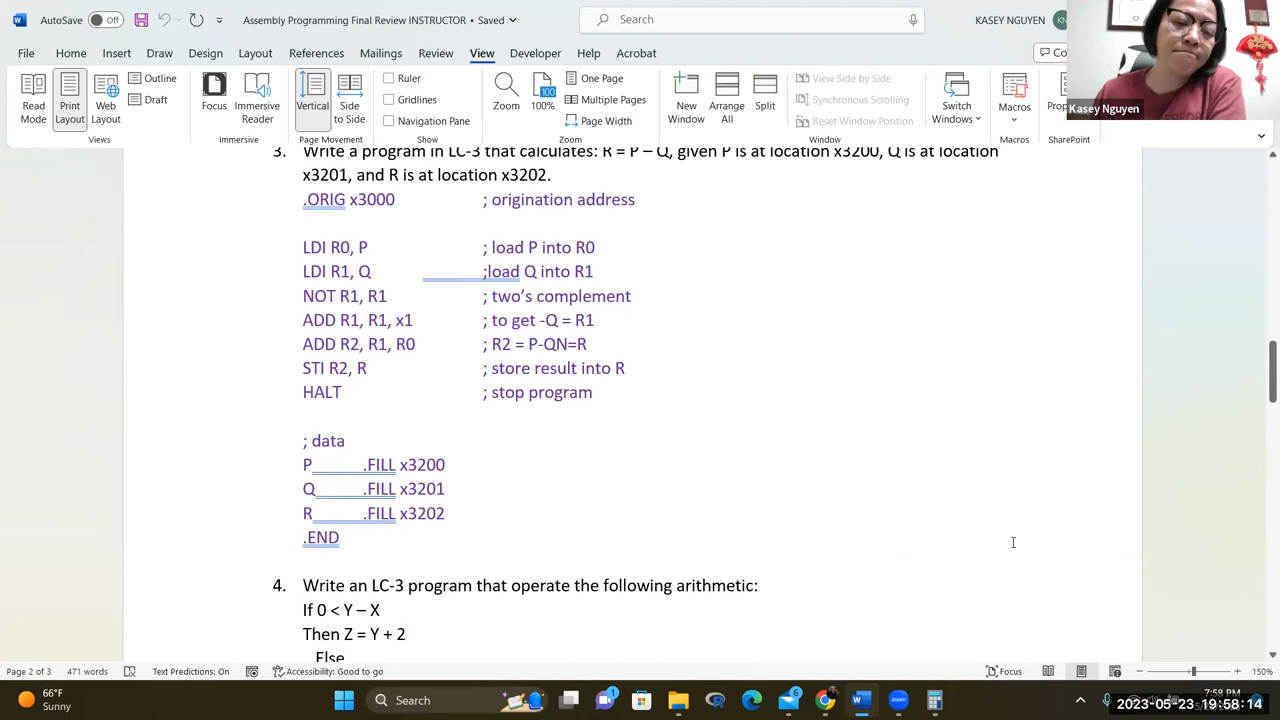 AutoSave Off Assembly Programming Final Review INSTRUCTOR • Saved Search KASEY NGUYEN KN
File Home Insert Draw Design Layout References Mailings Review View Developer Help Acrobat
Read Mode
Print Layout
Web Layout
Outline
Draft
Views
Focus
Immersive Reader
Immersive
Vertical
Side to Side
Page Movement
Ruler
Gridlines
Navigation Pane
Show
Zoom
100%
One Page
Multiple Pages
Page Width
Zoom
New Window
Arrange All
Split
View Side by Side
Synchronous Scrolling
Reset Window Position
Window
Switch Windows
Macros
Macros
SharePoint
Kasey Nguyen
3. Write a program in LC-3 that calculates: R = P – Q, given P is at location x3200, Q is at location
x3201, and R is at location x3202.
.ORIG x3000 ; origination address
LDI R0, P ; load P into R0
LDI R1, Q ;load Q into R1
NOT R1, R1 ; two's complement
ADD R1, R1, x1 ; to get -Q = R1
ADD R2, R1, R0 ; R2 = P-QN=R
STI R2, R ; store result into R
HALT ; stop program
; data
P .FILL x3200
Q .FILL x3201
R .FILL x3202
.END
4. Write an LC-3 program that operate the following arithmetic:
If 0 < Y – X
Then Z = Y + 2
Else
Page 2 of 3 471 words Text Predictions: On Accessibility: Good to go Focus 150%
66°F
Sunny
Search
1
6
7:58 PM
2023-05-23 19:58:14